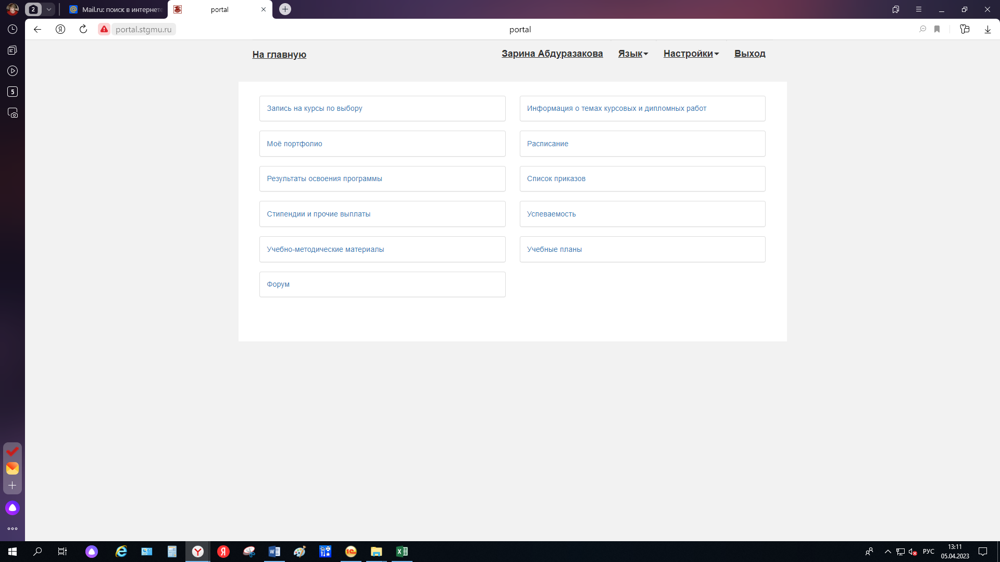 2
Mail.ru: поиск в интернете
portal
portal.stgmu.ru
portal
5
На главную
Зарина Абдуразакова
Язык
Настройки
Выход
Запись на курсы по выбору
Информация о темах курсовых и дипломных работ
Моё портфолио
Расписание
Результаты освоения программы
Список приказов
Стипендии и прочие выплаты
Успеваемость
Учебно-методические материалы
Учебные планы
Форум
РУС
13:11
05.04.2023